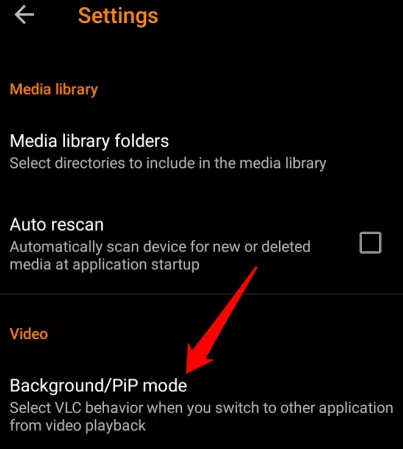 Settings
Media library
Media library folders
Select directories to include in the media library
Auto rescan
Automatically scan device for new or deleted
media at application startup
Video
Background/PiP mode
Select VLC behavior when you switch to other application
from video playback